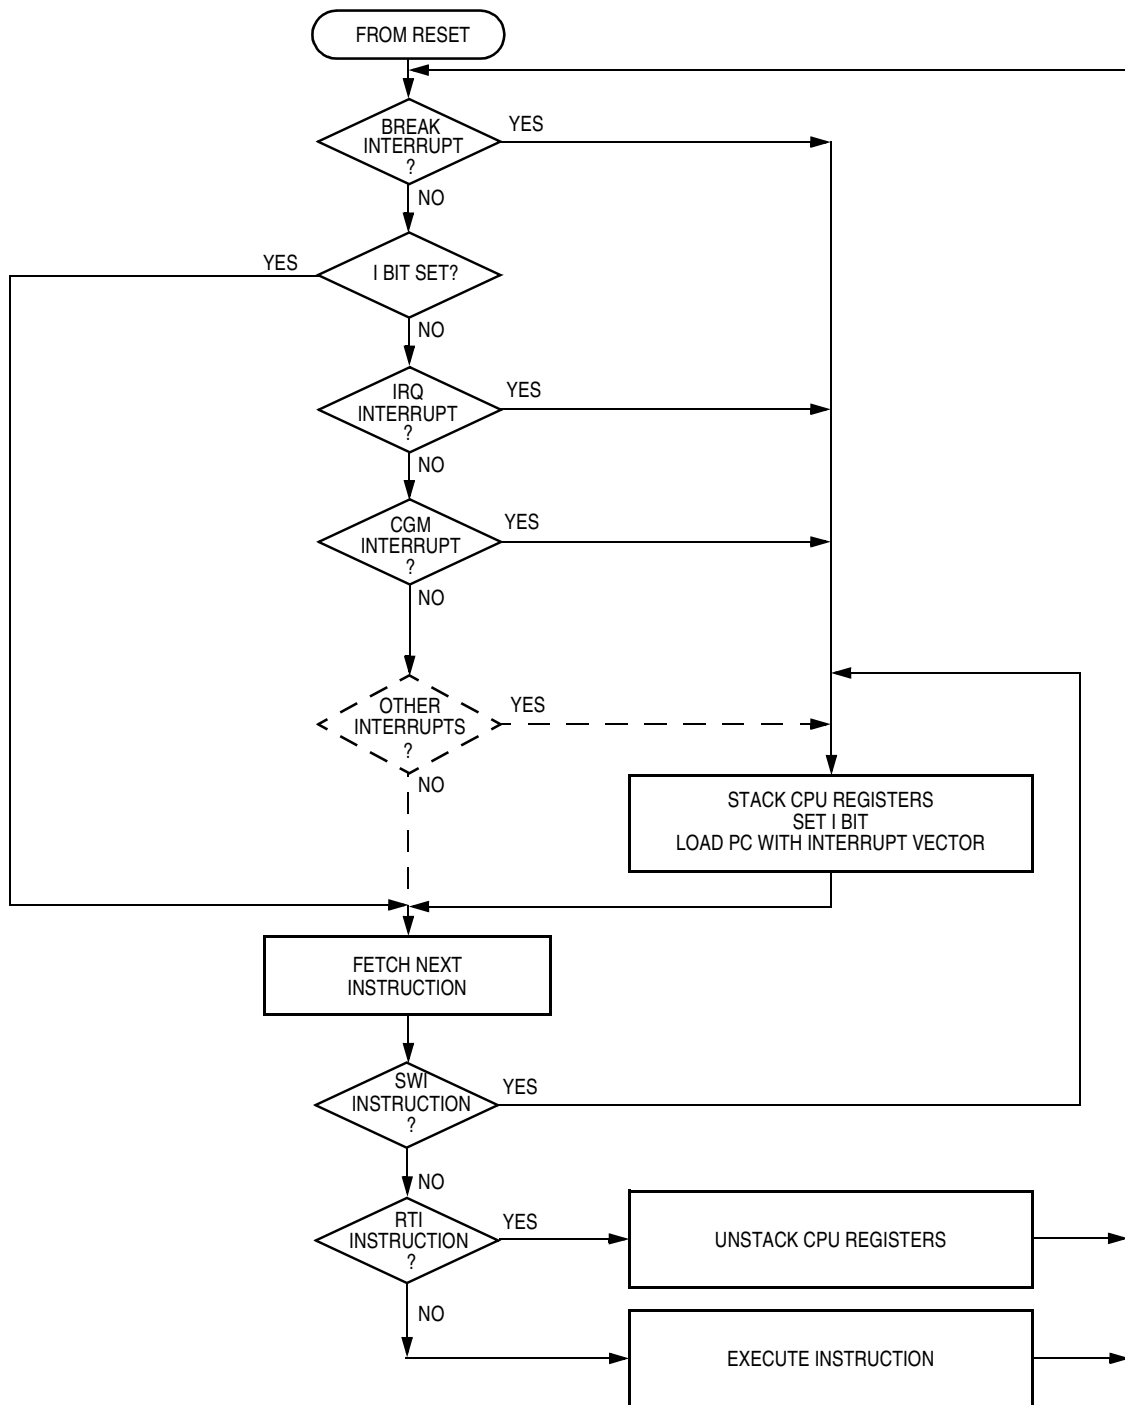 FROM RESET
BREAK
INTERRUPT
?
YES
NO
I BIT SET?
YES
NO
IRQ
INTERRUPT
?
YES
NO
CGM
INTERRUPT
?
YES
NO
OTHER
INTERRUPTS
?
YES
NO
STACK CPU REGISTERS
SET I BIT
LOAD PC WITH INTERRUPT VECTOR
FETCH NEXT
INSTRUCTION
SWI
INSTRUCTION
?
YES
NO
RTI
INSTRUCTION
?
YES
UNSTACK CPU REGISTERS
NO
EXECUTE INSTRUCTION